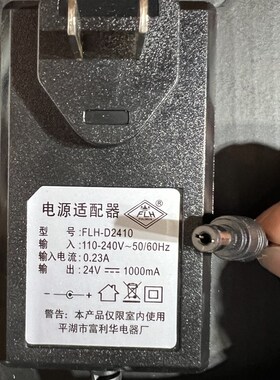 电源适配器
FLH
型 号:FLH-D2410
输 入:110-240V~50/60Hz
输入电流:0.23A
输 出:24V 1000mA
警告:本产品仅限室内使用
平湖市富利华电器厂